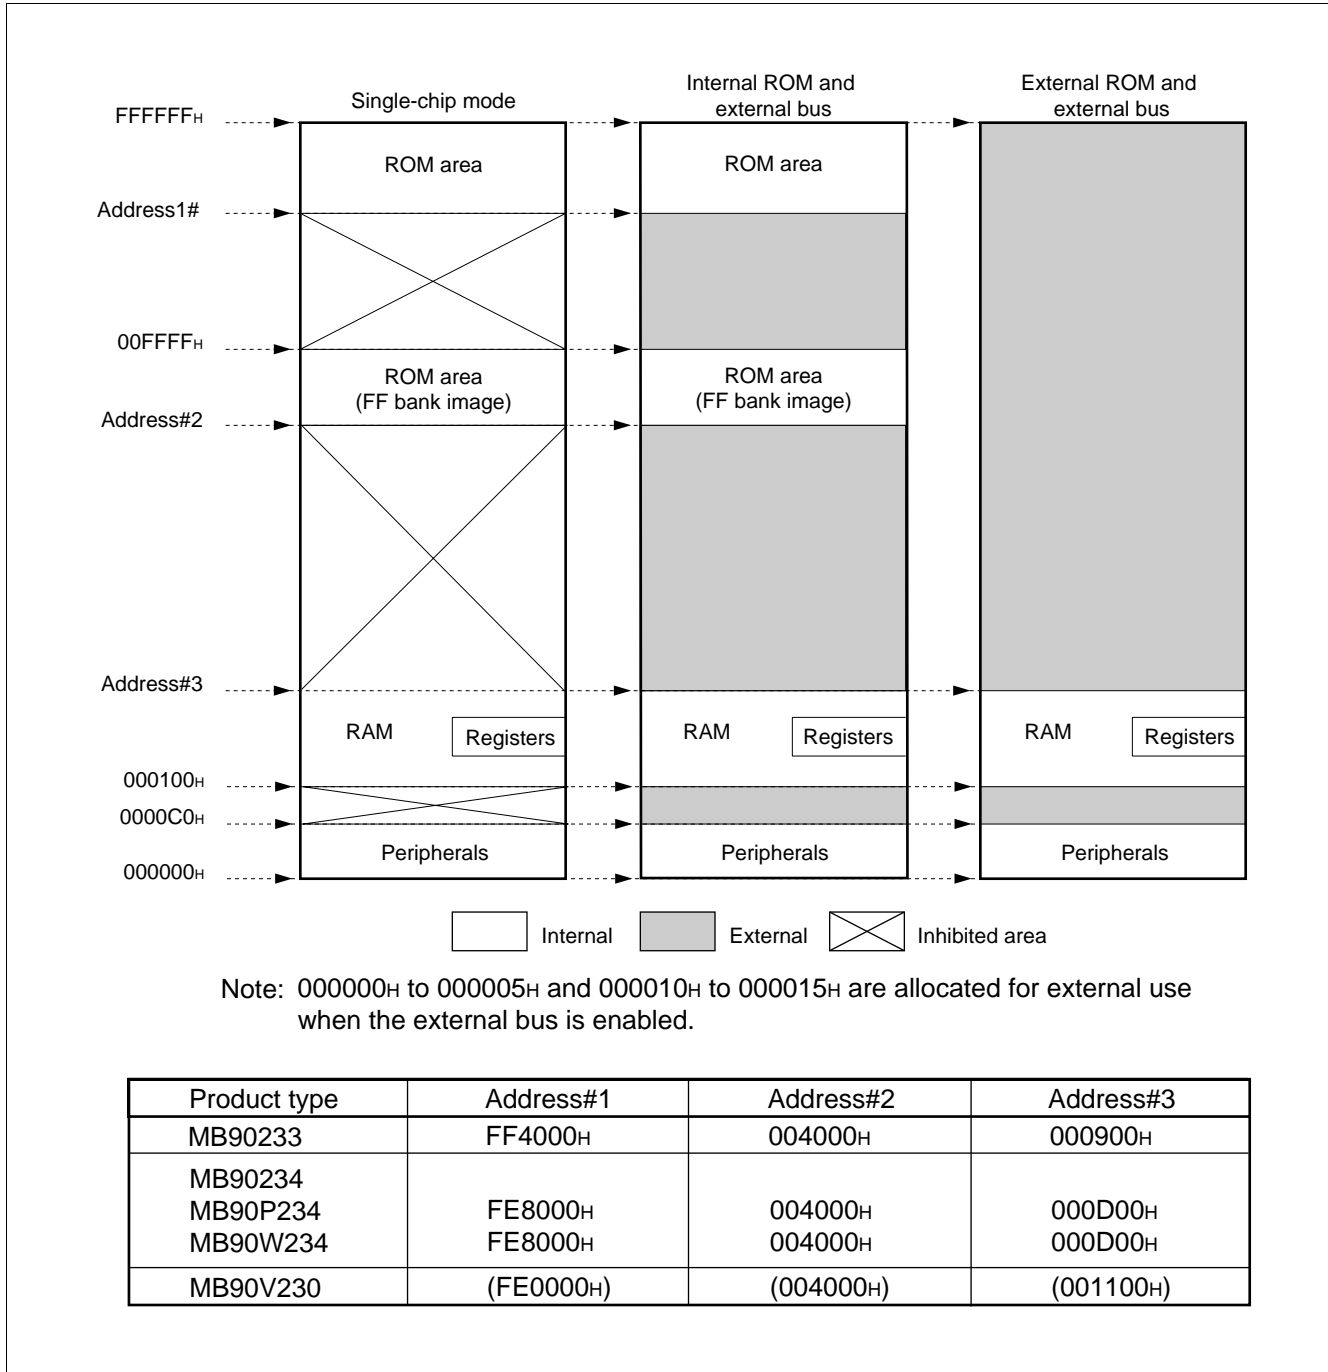 Single-chip mode
Internal ROM and
external bus
External ROM and
external bus
FFFFFFH
ROM area
ROM area
Address1#
00FFFFH
ROM area
(FF bank image)
ROM area
(FF bank image)
Address#2
Address#3
RAM
Registers
RAM
Registers
RAM
Registers
000100H
0000C0H
Peripherals
Peripherals
Peripherals
000000H
Internal
External
Inhibited area
Note: 000000H to 000005H and 000010H to 000015H are allocated for external use
when the external bus is enabled.
Product type Address#1 Address#2 Address#3
MB90233 FF4000H 004000H 000900H
MB90234
MB90P234 FE8000H 004000H 000D00H
MB90W234 FE8000H 004000H 000D00H
MB90V230 (FE0000H) (004000H) (001100H)